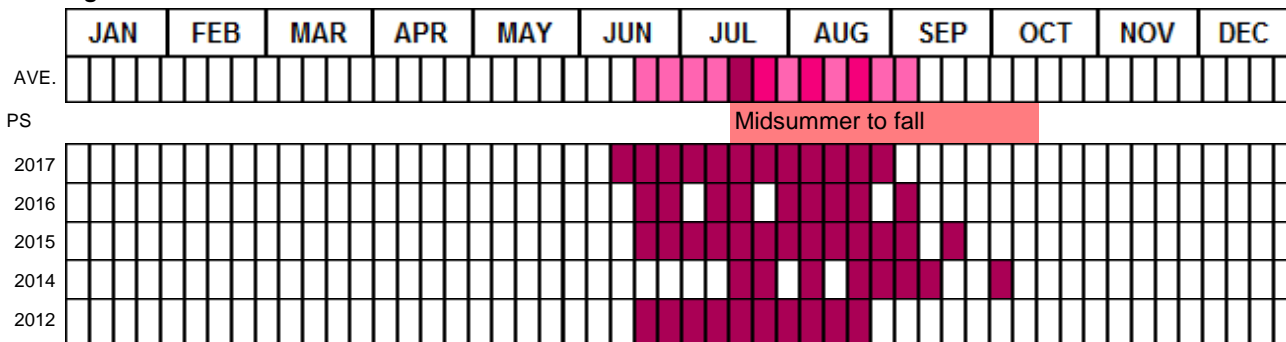 JAN FEB MAR APR MAY JUN JUL AUG SEP OCT NOV DEC
AVE.
PS Midsummer to fall
2017
2016
2015
2014
2012